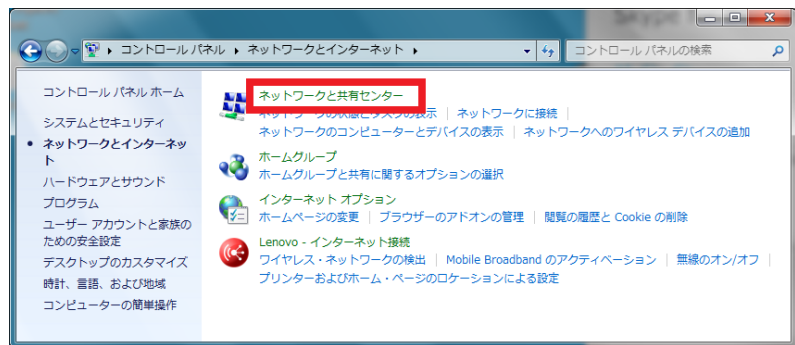 コントロール パネル ▸ ネットワークとインターネット ▸
コントロール パネルの検索
コントロール パネル ホーム
システムとセキュリティ
• ネットワークとインターネッ
ト
ハードウェアとサウンド
プログラム
ユーザー アカウントと家族の
ための安全設定
デスクトップのカスタマイズ
時計、言語、および地域
コンピューターの簡単操作
ネットワークと共有センター
ネットワークの状態とタスクの表示 | ネットワークに接続 |
ネットワークのコンピューターとデバイスの表示 | ネットワークへのワイヤレス デバイスの追加
ホームグループ
ホームグループと共有に関するオプションの選択
インターネット オプション
ホームページの変更 | ブラウザーのアドオンの管理 | 閲覧の履歴と Cookie の削除
Lenovo - インターネット接続
ワイヤレス・ネットワークの検出 | Mobile Broadband のアクティベーション | 無線のオン/オフ |
プリンターおよびホーム・ページのロケーションによる設定